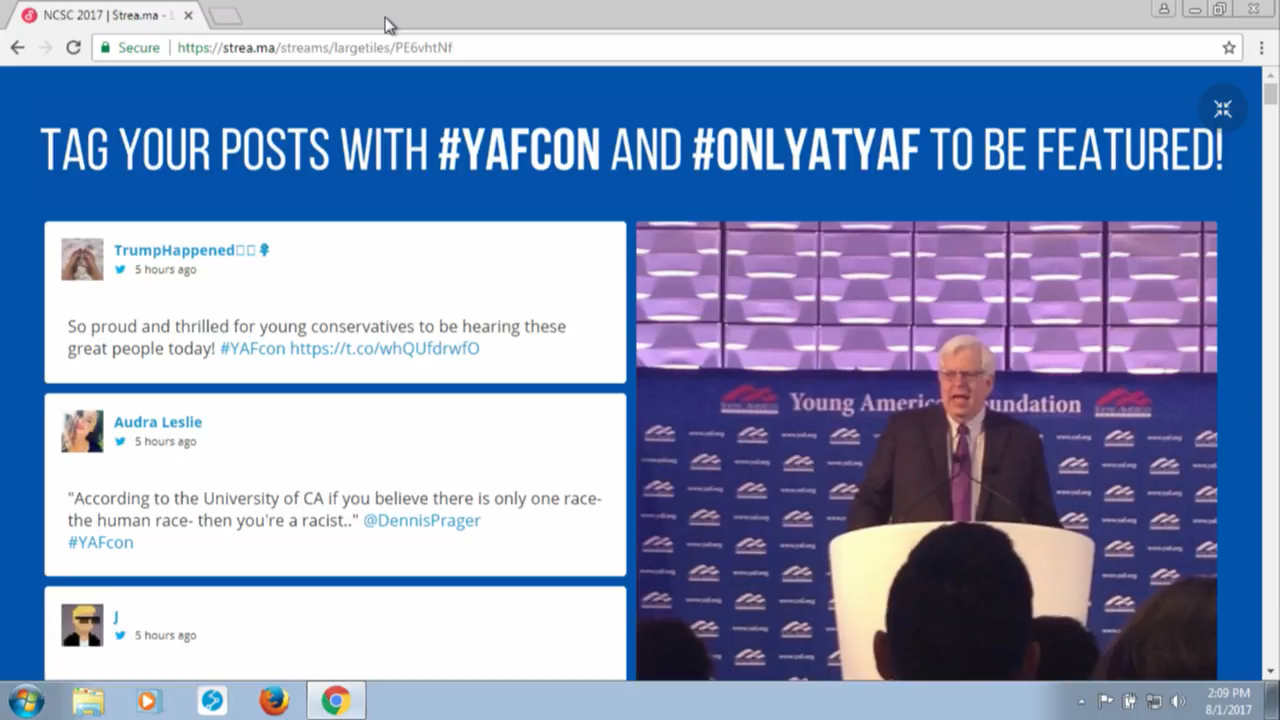 NCSC 2017 | Strea.ma - L
Secure
https://strea.ma/streams/largetiles/PE6vhtNf
TAG YOUR POSTS WITH #YAFCON AND #ONLYATYAF TO BE FEATURED!
TrumpHappened
5 hours ago
So proud and thrilled for young conservatives to be hearing these
great people today! #YAFcon https://t.co/whQUfdrwfO
Audra Leslie
5 hours ago
"According to the University of CA if you believe there is only one race-
the human race- then you're a racist.." @DennisPrager
#YAFcon
J
5 hours ago
Young America undation
www.yaf.org
2:09 PM
8/1/2017